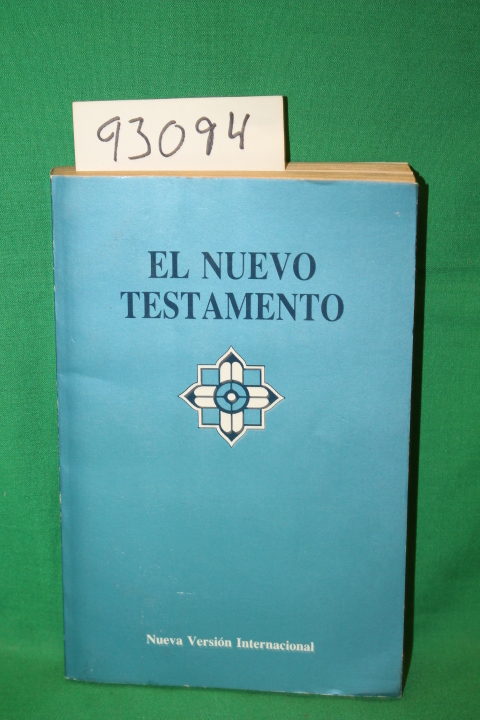 93094
EL NUEVO
TESTAMENTO
Nueva Versión Internacional